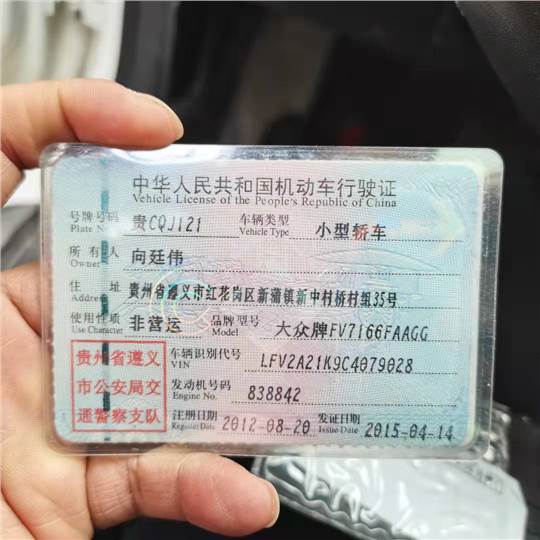 中华人民共和国机动车行驶证
Vehicle License of the People's Republic of China
号牌号码 贵CQJ121 车辆类型 小型轿车
Plate No. Vehicle Type
所有人 向廷伟
Owner
住址 贵州省遵义市红花岗区新蒲镇新中村桥村组35号
Address
使用性质 非营运 品牌型号 大众牌FV7166FAAGG
Use Character Model
贵州省遵义
市公安局交
通警察支队
车辆识别代号 LFV2A21K9C4079028
VIN
发动机号码 838842
Engine No.
注册日期 2012-08-20 发证日期 2015-04-14
Register Date Issue Date